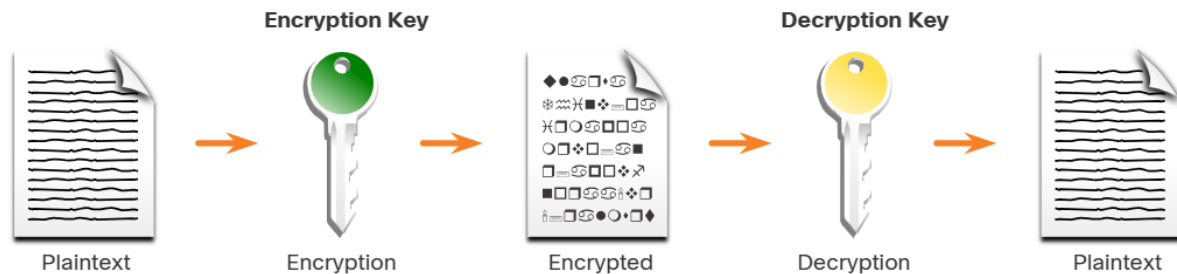 Encryption Key
Decryption Key
Plaintext
Encryption
Encrypted
Decryption
Plaintext